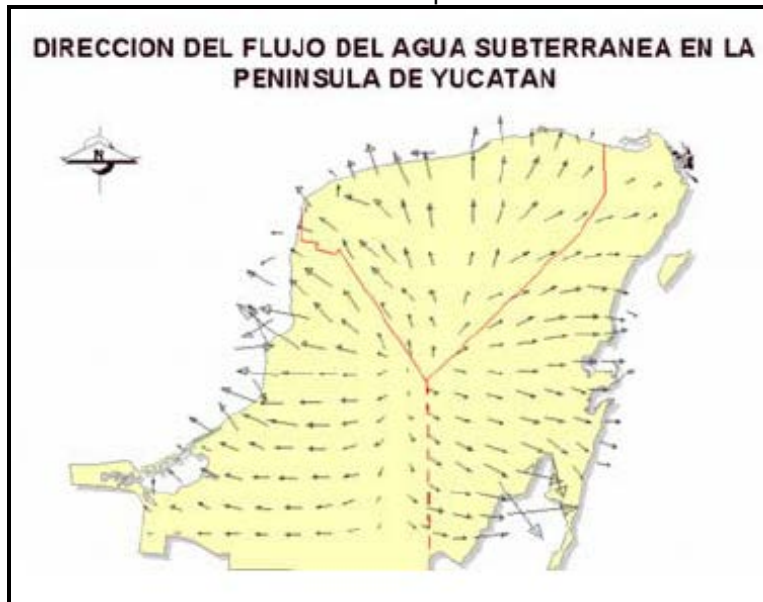 DIRECCION DEL FLUJO DEL AGUA SUBTERRANEA EN LA
PENINSULA DE YUCATAN
N